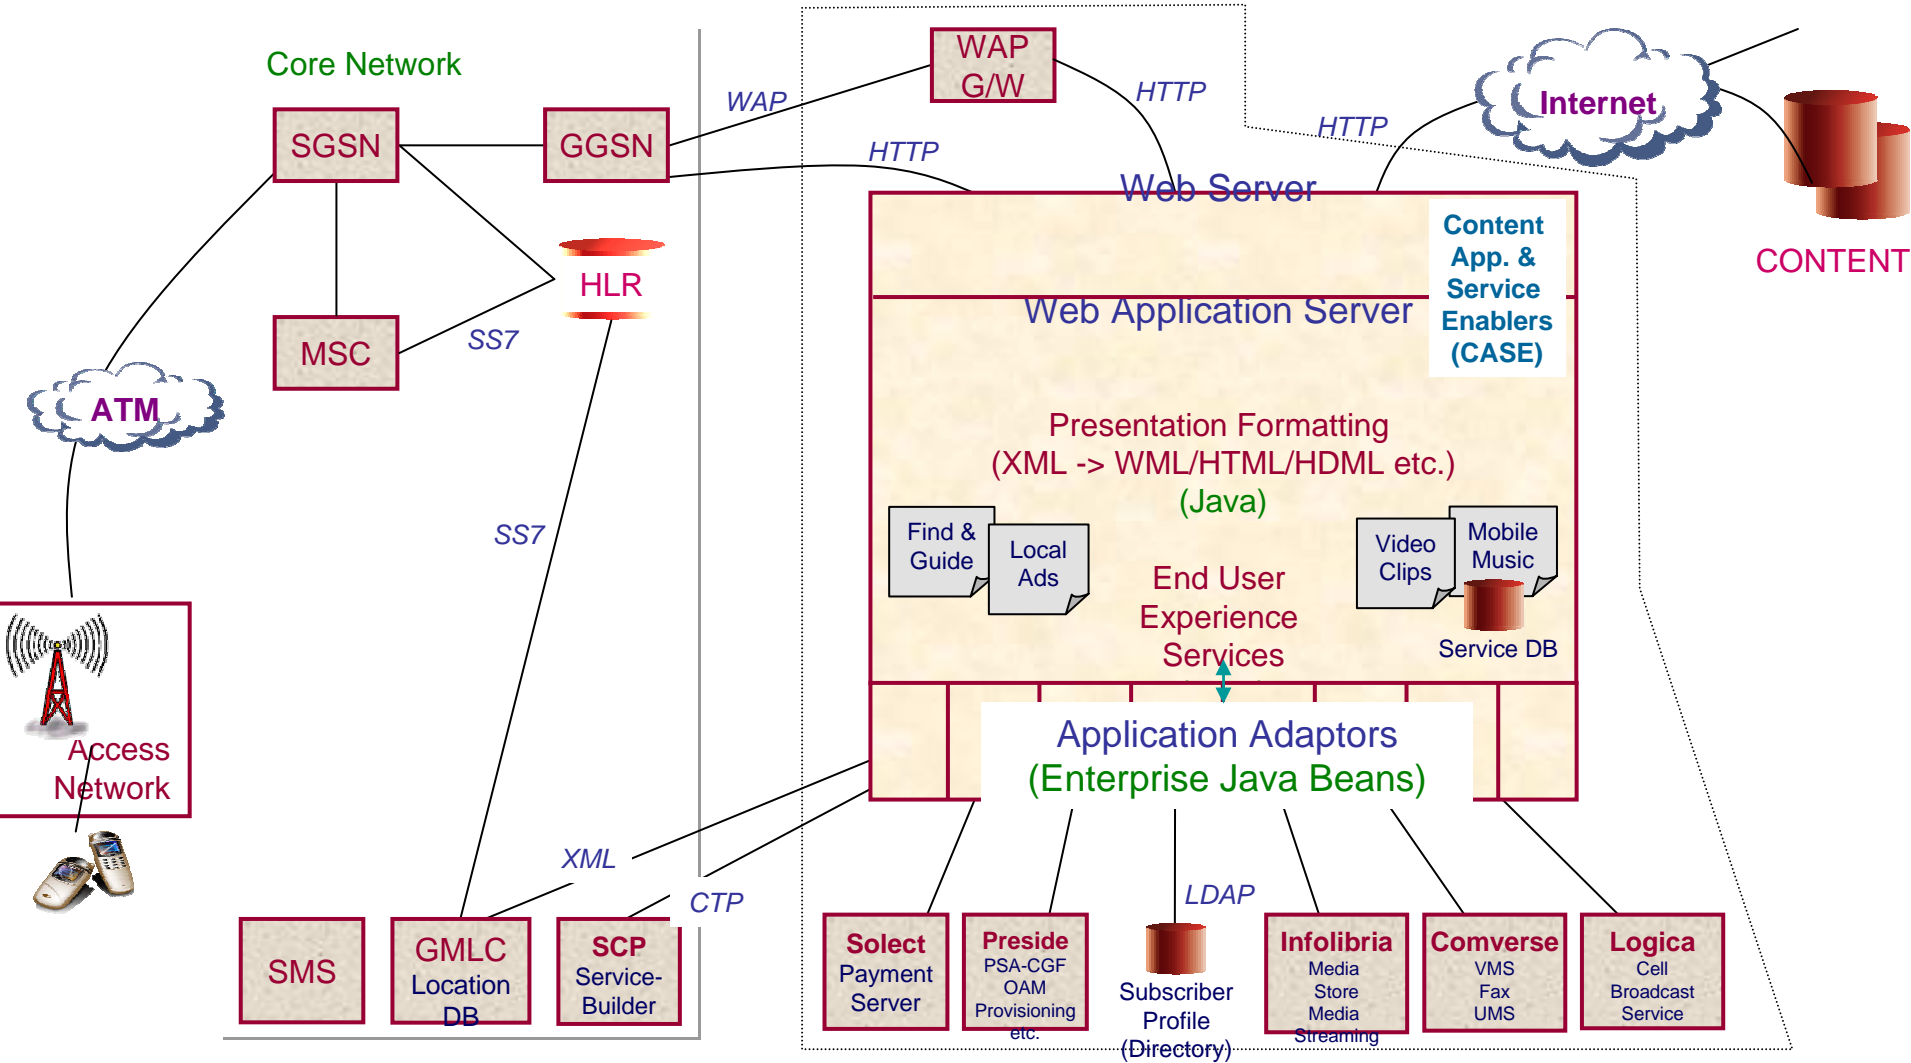 Core Network
WAP
G/W
WAP
HTTP
HTTP
HTTP
Internet
SGSN
GGSN
CONTENT
Web Server
Content
App. &
Service
Enablers
(CASE)
HLR
MSC
SS7
Web Application Server
ATM
Presentation Formatting
(XML -> WML/HTML/HDML etc.)
(Java)
SS7
Find &
Guide
Local
Ads
Video
Clips
Mobile
Music
End User
Experience
Services
Service DB
Access
Network
Application Adaptors
(Enterprise Java Beans)
XML
CTP
LDAP
SMS
GMLC
Location
DB
SCP
Service-
Builder
Solect
Payment
Server
Preside
PSA-CGF
OAM
Provisioning
etc.
Subscriber
Profile
(Directory)
Infolibria
Media
Store
Media
Streaming
Comverse
VMS
Fax
UMS
Logica
Cell
Broadcast
Service